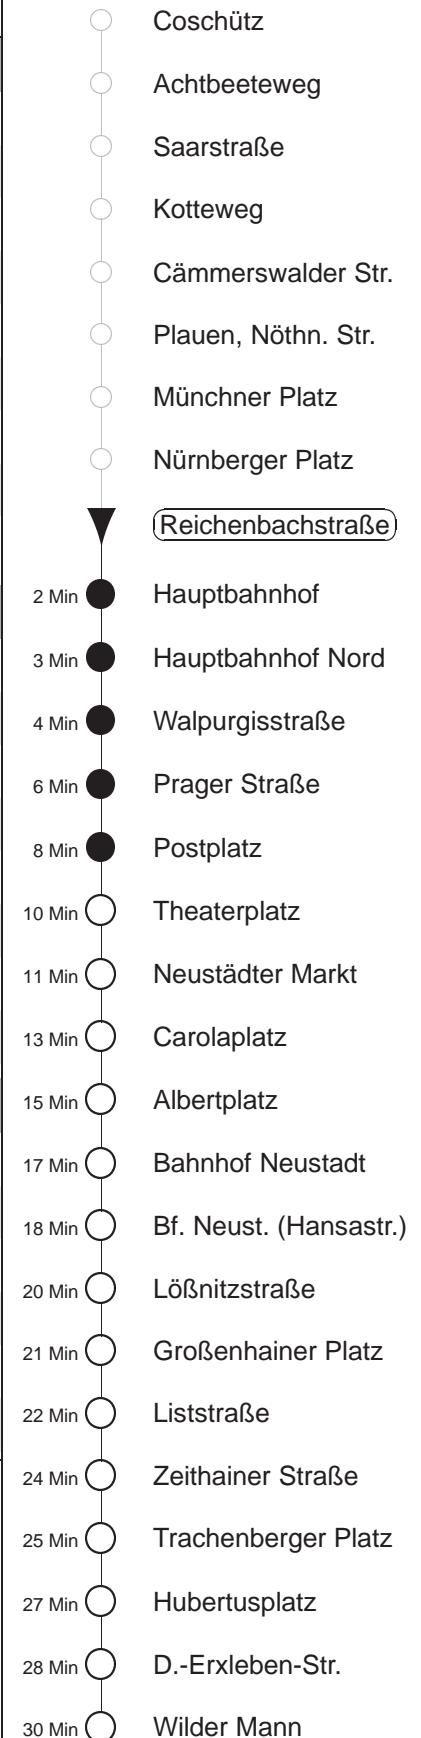 Coschütz
Achtbeeteweg
Saarstraße
Kotteweg
Cämmerswalder Str.
Plauen, Nöthn. Str.
Münchner Platz
Nürnberger Platz
Reichenbachstraße
2 Min Hauptbahnhof
3 Min Hauptbahnhof Nord
4 Min Walpurgisstraße
6 Min Prager Straße
8 Min Postplatz
10 Min Theaterplatz
11 Min Neustädter Markt
13 Min Carolaplatz
15 Min Albertplatz
17 Min Bahnhof Neustadt
18 Min Bf. Neust. (Hansastr.)
20 Min Lößnitzstraße
21 Min Großenhainer Platz
22 Min Liststraße
24 Min Zeithainer Straße
25 Min Trachenberger Platz
27 Min Hubertusplatz
28 Min D.-Erxleben-Str.
30 Min Wilder Mann